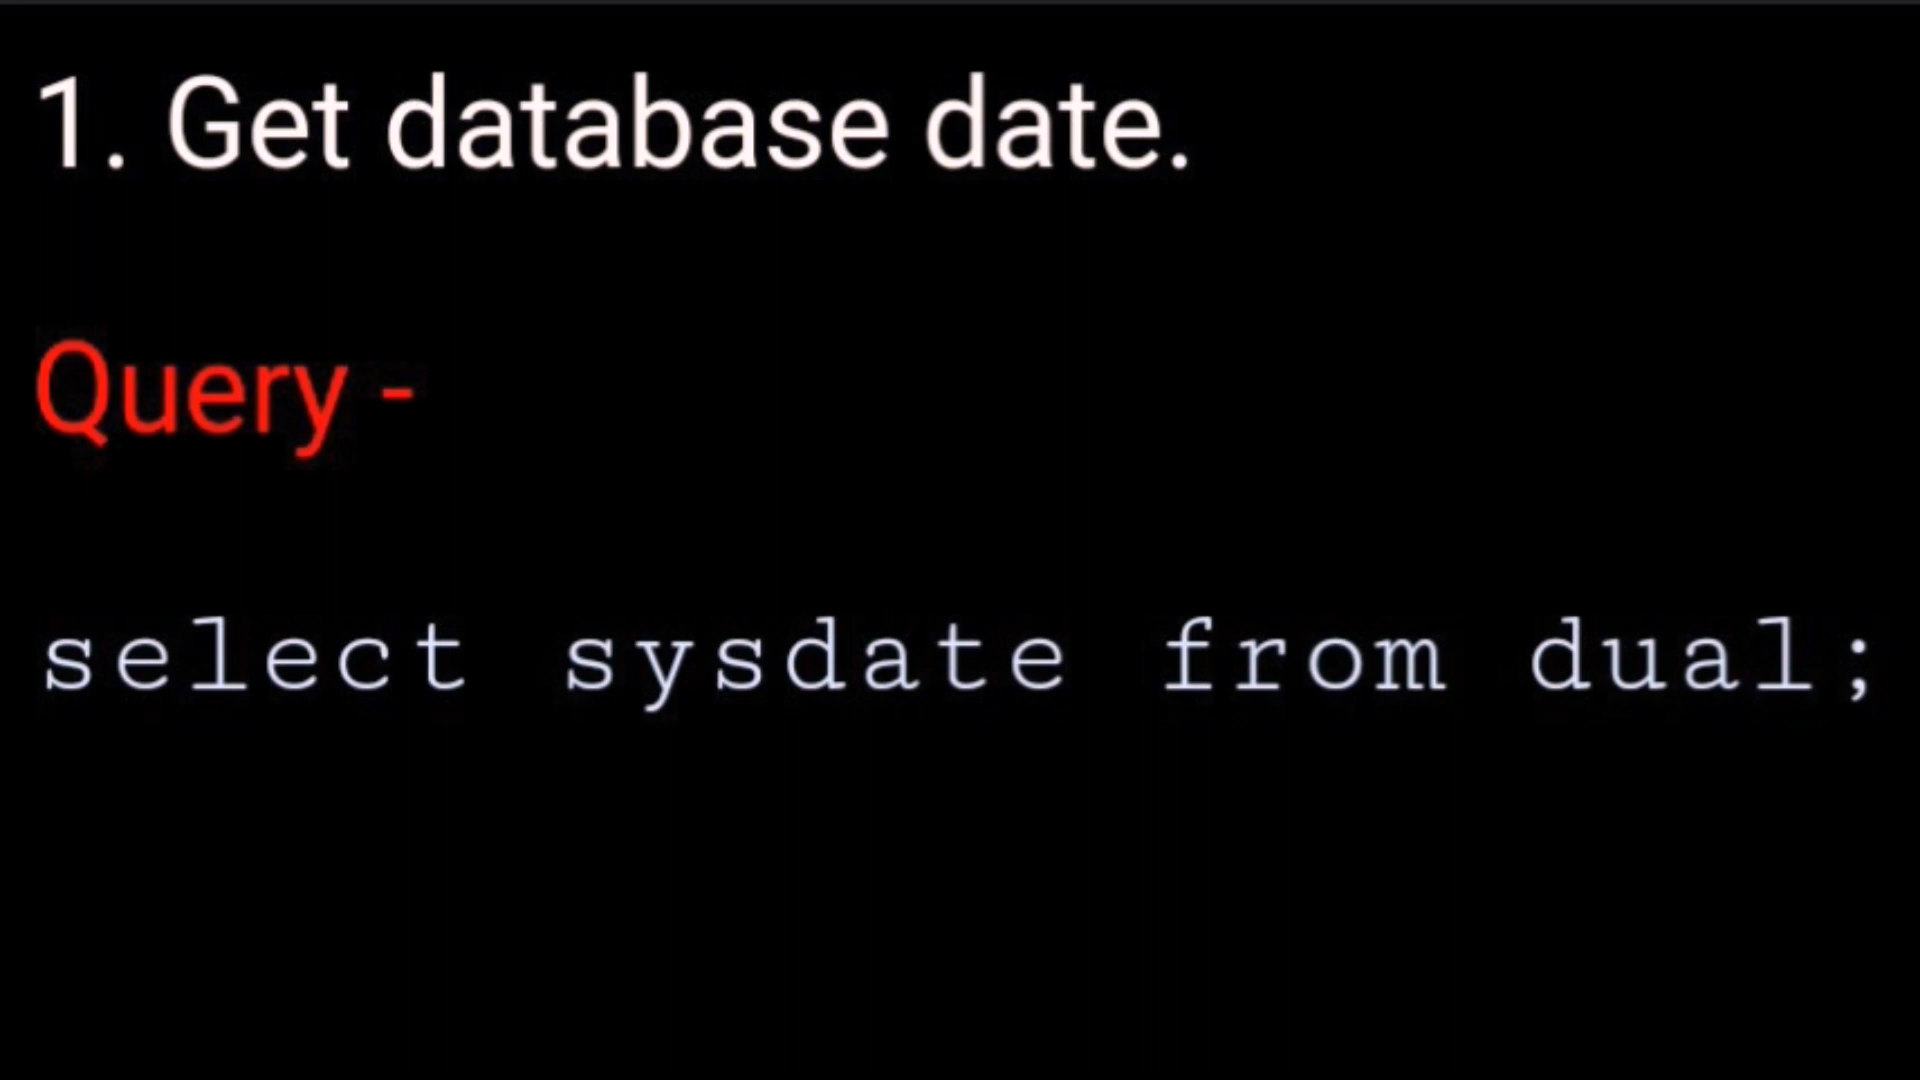 1. Get database date.
Query -
select sysdate from dual;